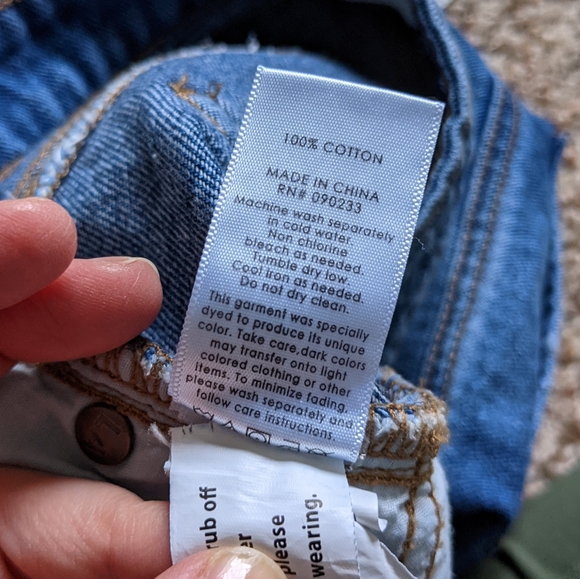 100% COTTON
MADE IN CHINA
RN# 090233
Machine wash separately
in cold water.
Non chlorine
bleach as needed.
Tumble dry low.
Cool iron as needed.
Do not dry clean.
This garment was specially
dyed to produce its unique
color. Take care,dark colors
may transfer onto light
colored clothing or other
items. To minimize fading,
please wash separately and
follow care instructions.
rub off
please
wearing.